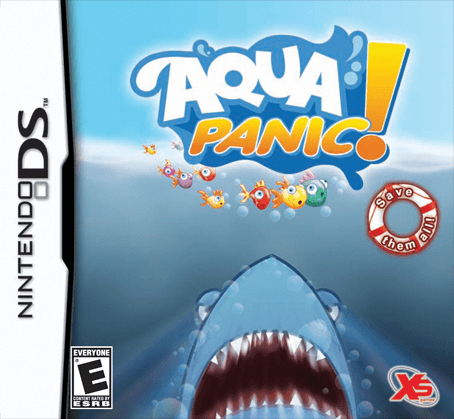 NINTENDO DS™
AQUA
PANIC!
Save
them all!
EVERYONE
E
CONTENT RATED BY
ESRB
XS